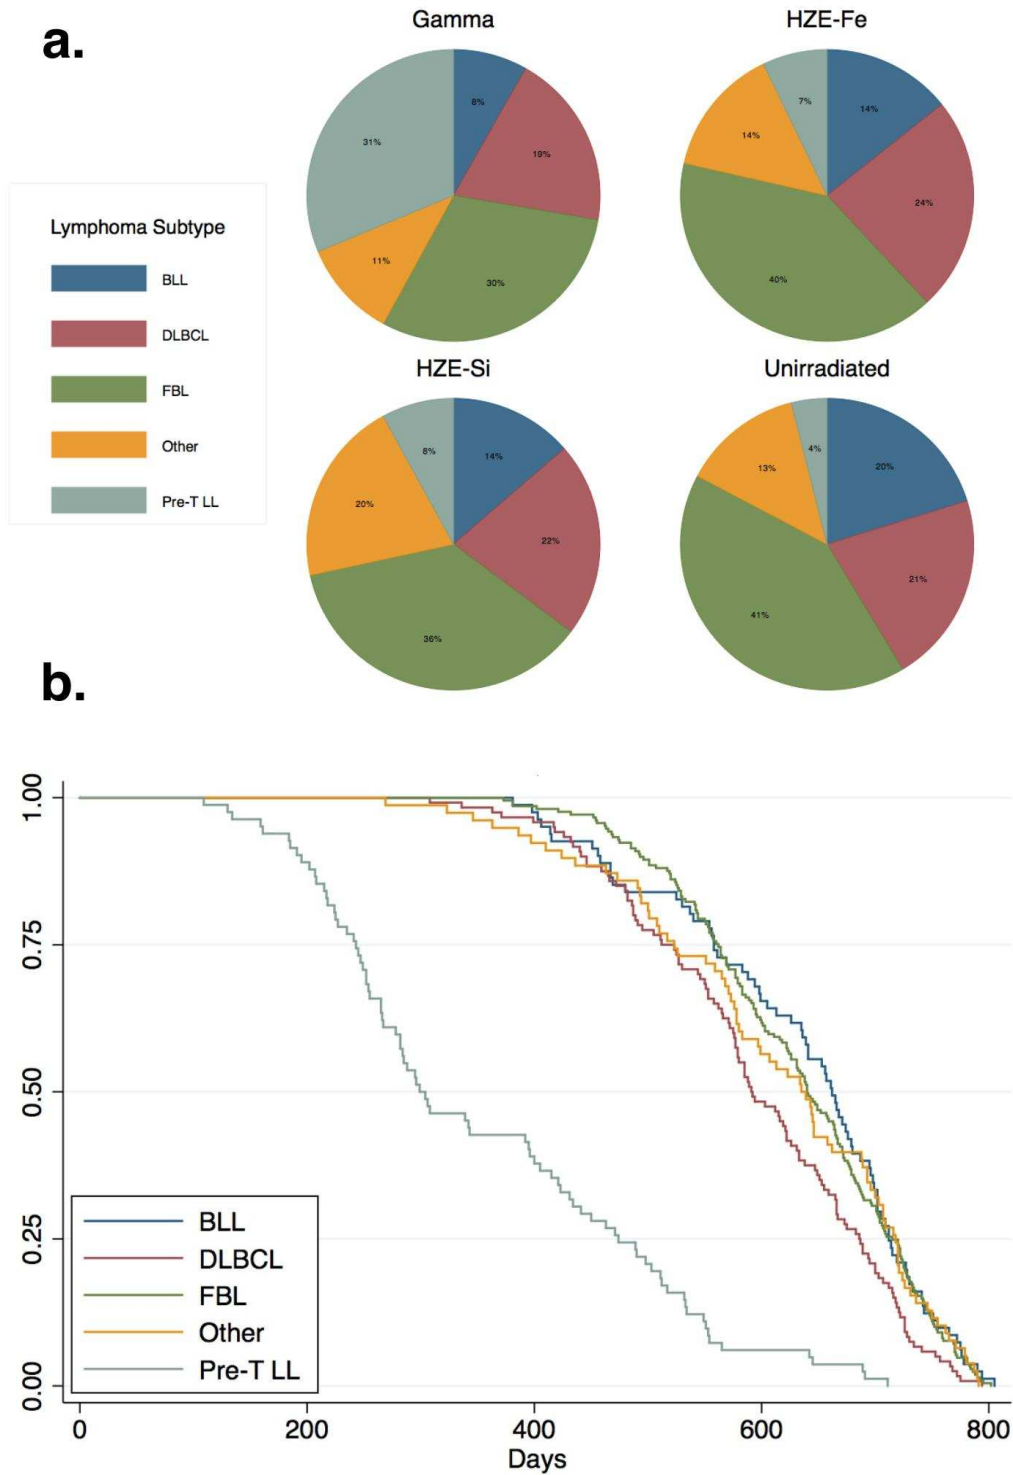 a.
Gamma
8%
19%
30%
11%
31%
HZE-Fe
14%
24%
40%
14%
7%
Lymphoma Subtype
BLL
DLBCL
FBL
Other
Pre-T LL
HZE-Si
14%
22%
36%
20%
8%
Unirradiated
20%
21%
41%
13%
4%
b.
1.00
0.75
0.50
0.25
0.00
BLL
DLBCL
FBL
Other
Pre-T LL
0 200 400 600 800
Days